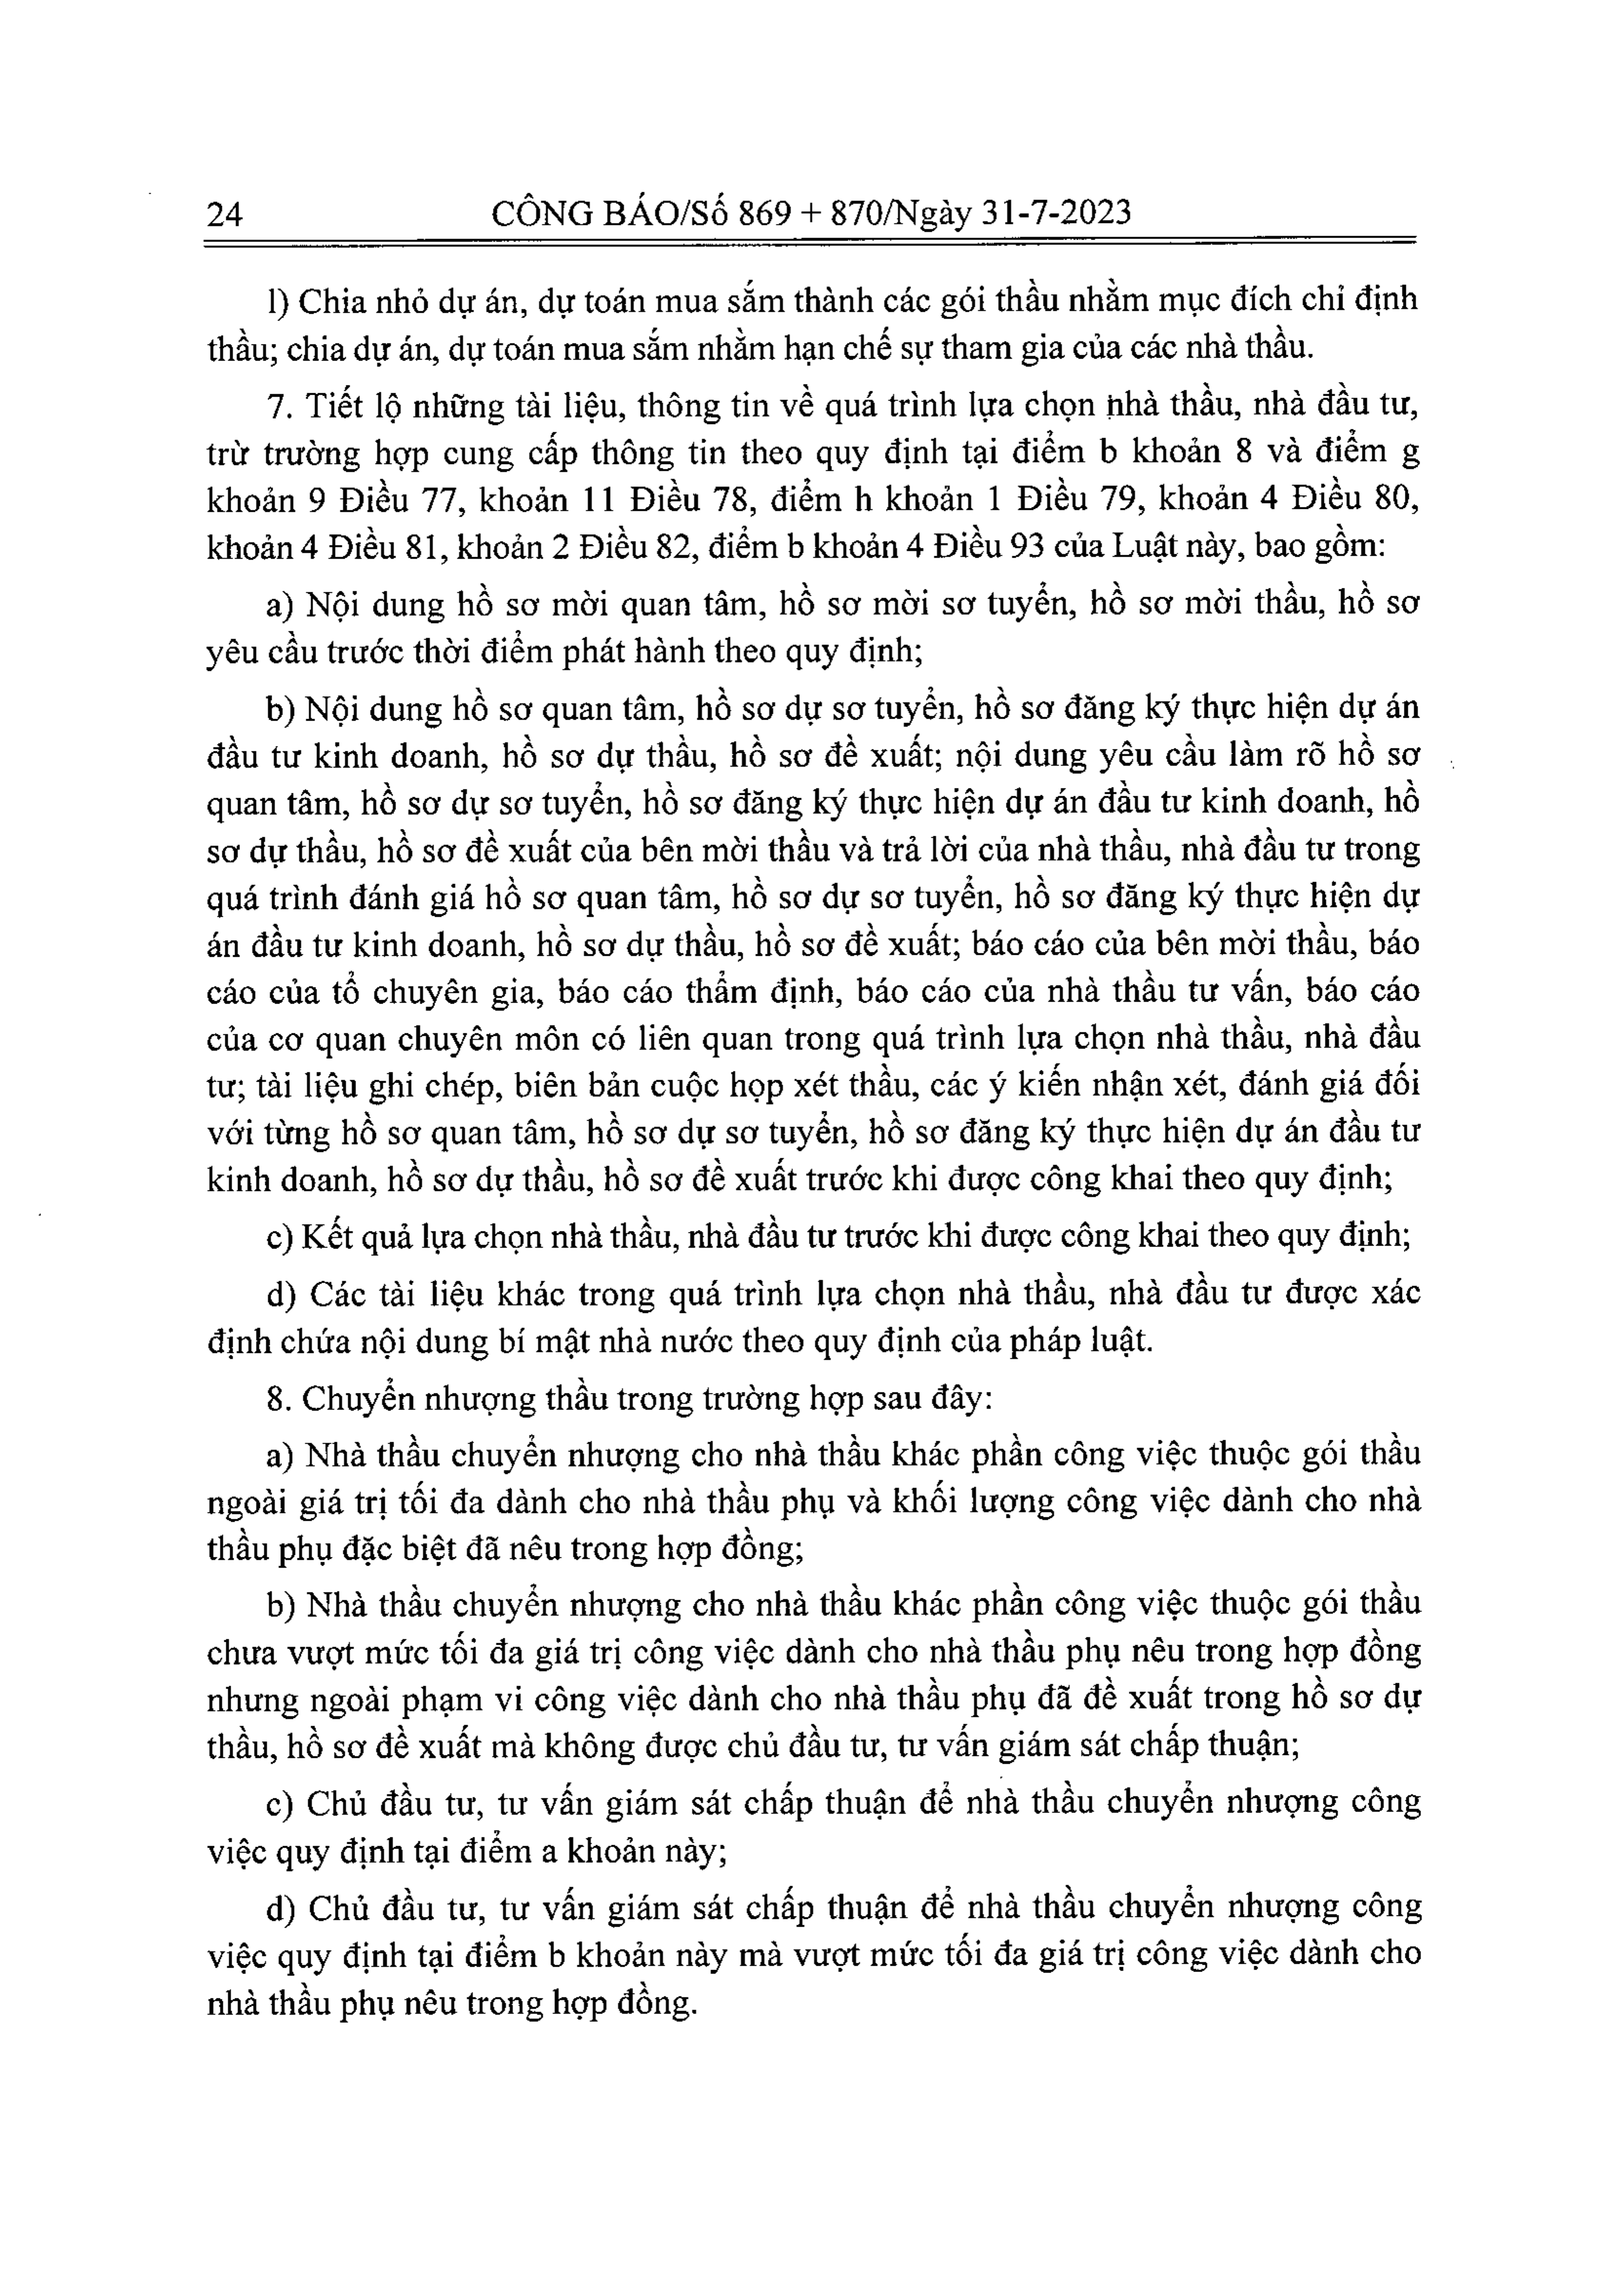 24 CÔNG BÁO/Số 869 + 870/Ngày 31-7-2023
l) Chia nhỏ dự án, dự toán mua sắm thành các gói thầu nhằm mục đích chỉ định
thầu; chia dự án, dự toán mua sắm nhằm hạn chế sự tham gia của các nhà thầu.
7. Tiết lộ những tài liệu, thông tin về quá trình lựa chọn nhà thầu, nhà đầu tư,
trừ trường hợp cung cấp thông tin theo quy định tại điểm b khoản 8 và điểm g
khoản 9 Điều 77, khoản 11 Điều 78, điểm h khoản 1 Điều 79, khoản 4 Điều 80,
khoản 4 Điều 81, khoản 2 Điều 82, điểm b khoản 4 Điều 93 của Luật này, bao gồm:
a) Nội dung hồ sơ mời quan tâm, hồ sơ mời sơ tuyển, hồ sơ mời thầu, hồ sơ
yêu cầu trước thời điểm phát hành theo quy định;
b) Nội dung hồ sơ quan tâm, hồ sơ dự sơ tuyển, hồ sơ đăng ký thực hiện dự án
đầu tư kinh doanh, hồ sơ dự thầu, hồ sơ đề xuất; nội dung yêu cầu làm rõ hồ sơ
quan tâm, hồ sơ dự sơ tuyển, hồ sơ đăng ký thực hiện dự án đầu tư kinh doanh, hồ
sơ dự thầu, hồ sơ đề xuất của bên mời thầu và trả lời của nhà thầu, nhà đầu tư trong
quá trình đánh giá hồ sơ quan tâm, hồ sơ dự sơ tuyển, hồ sơ đăng ký thực hiện dự
án đầu tư kinh doanh, hồ sơ dự thầu, hồ sơ đề xuất; báo cáo của bên mời thầu, báo
cáo của tổ chuyên gia, báo cáo thẩm định, báo cáo của nhà thầu tư vấn, báo cáo
của cơ quan chuyên môn có liên quan trong quá trình lựa chọn nhà thầu, nhà đầu
tư; tài liệu ghi chép, biên bản cuộc họp xét thầu, các ý kiến nhận xét, đánh giá đối
với từng hồ sơ quan tâm, hồ sơ dự sơ tuyển, hồ sơ đăng ký thực hiện dự án đầu tư
kinh doanh, hồ sơ dự thầu, hồ sơ đề xuất trước khi được công khai theo quy định;
c) Kết quả lựa chọn nhà thầu, nhà đầu tư trước khi được công khai theo quy định;
d) Các tài liệu khác trong quá trình lựa chọn nhà thầu, nhà đầu tư được xác
định chứa nội dung bí mật nhà nước theo quy định của pháp luật.
8. Chuyển nhượng thầu trong trường hợp sau đây:
a) Nhà thầu chuyển nhượng cho nhà thầu khác phần công việc thuộc gói thầu
ngoài giá trị tối đa dành cho nhà thầu phụ và khối lượng công việc dành cho nhà
thầu phụ đặc biệt đã nêu trong hợp đồng;
b) Nhà thầu chuyển nhượng cho nhà thầu khác phần công việc thuộc gói thầu
chưa vượt mức tối đa giá trị công việc dành cho nhà thầu phụ nêu trong hợp đồng
nhưng ngoài phạm vi công việc dành cho nhà thầu phụ đã đề xuất trong hồ sơ dự
thầu, hồ sơ đề xuất mà không được chủ đầu tư, tư vấn giám sát chấp thuận;
c) Chủ đầu tư, tư vấn giám sát chấp thuận để nhà thầu chuyển nhượng công
việc quy định tại điểm a khoản này;
d) Chủ đầu tư, tư vấn giám sát chấp thuận để nhà thầu chuyển nhượng công
việc quy định tại điểm b khoản này mà vượt mức tối đa giá trị công việc dành cho
nhà thầu phụ nêu trong hợp đồng.